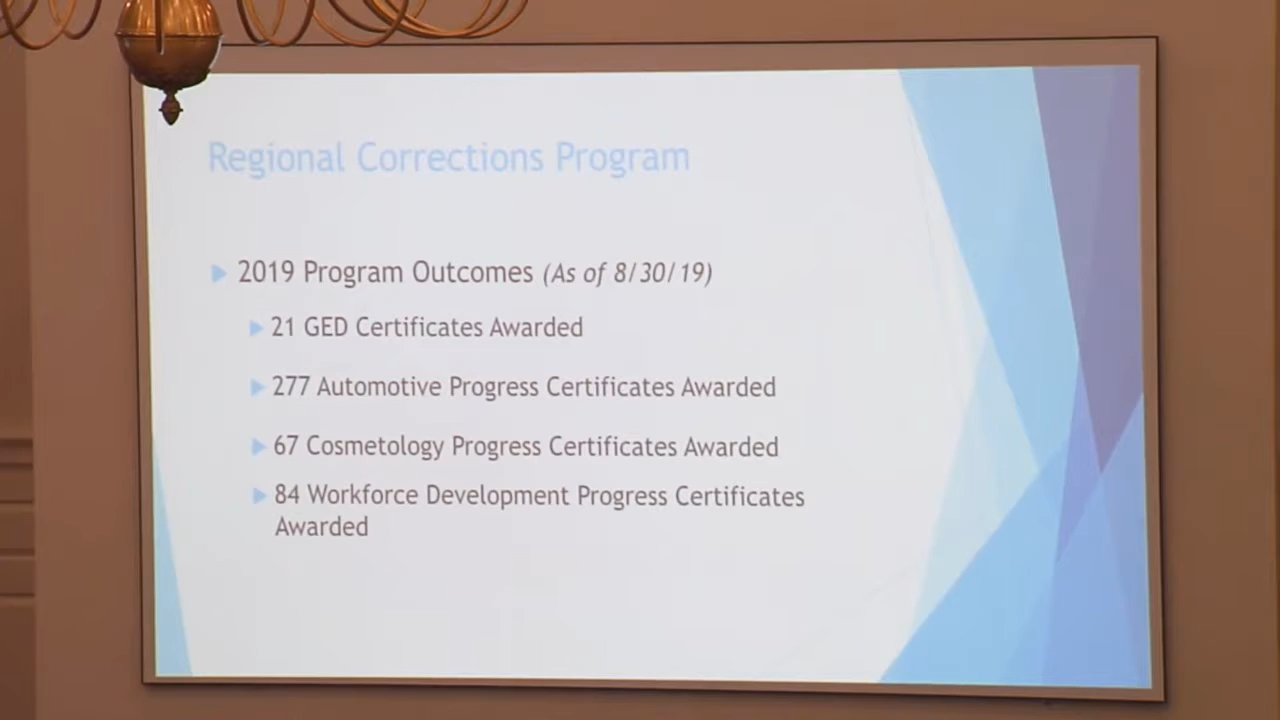 Regional Corrections Program
2019 Program Outcomes (As of 8/30/19)
21 GED Certificates Awarded
277 Automotive Progress Certificates Awarded
67 Cosmetology Progress Certificates Awarded
84 Workforce Development Progress Certificates
Awarded